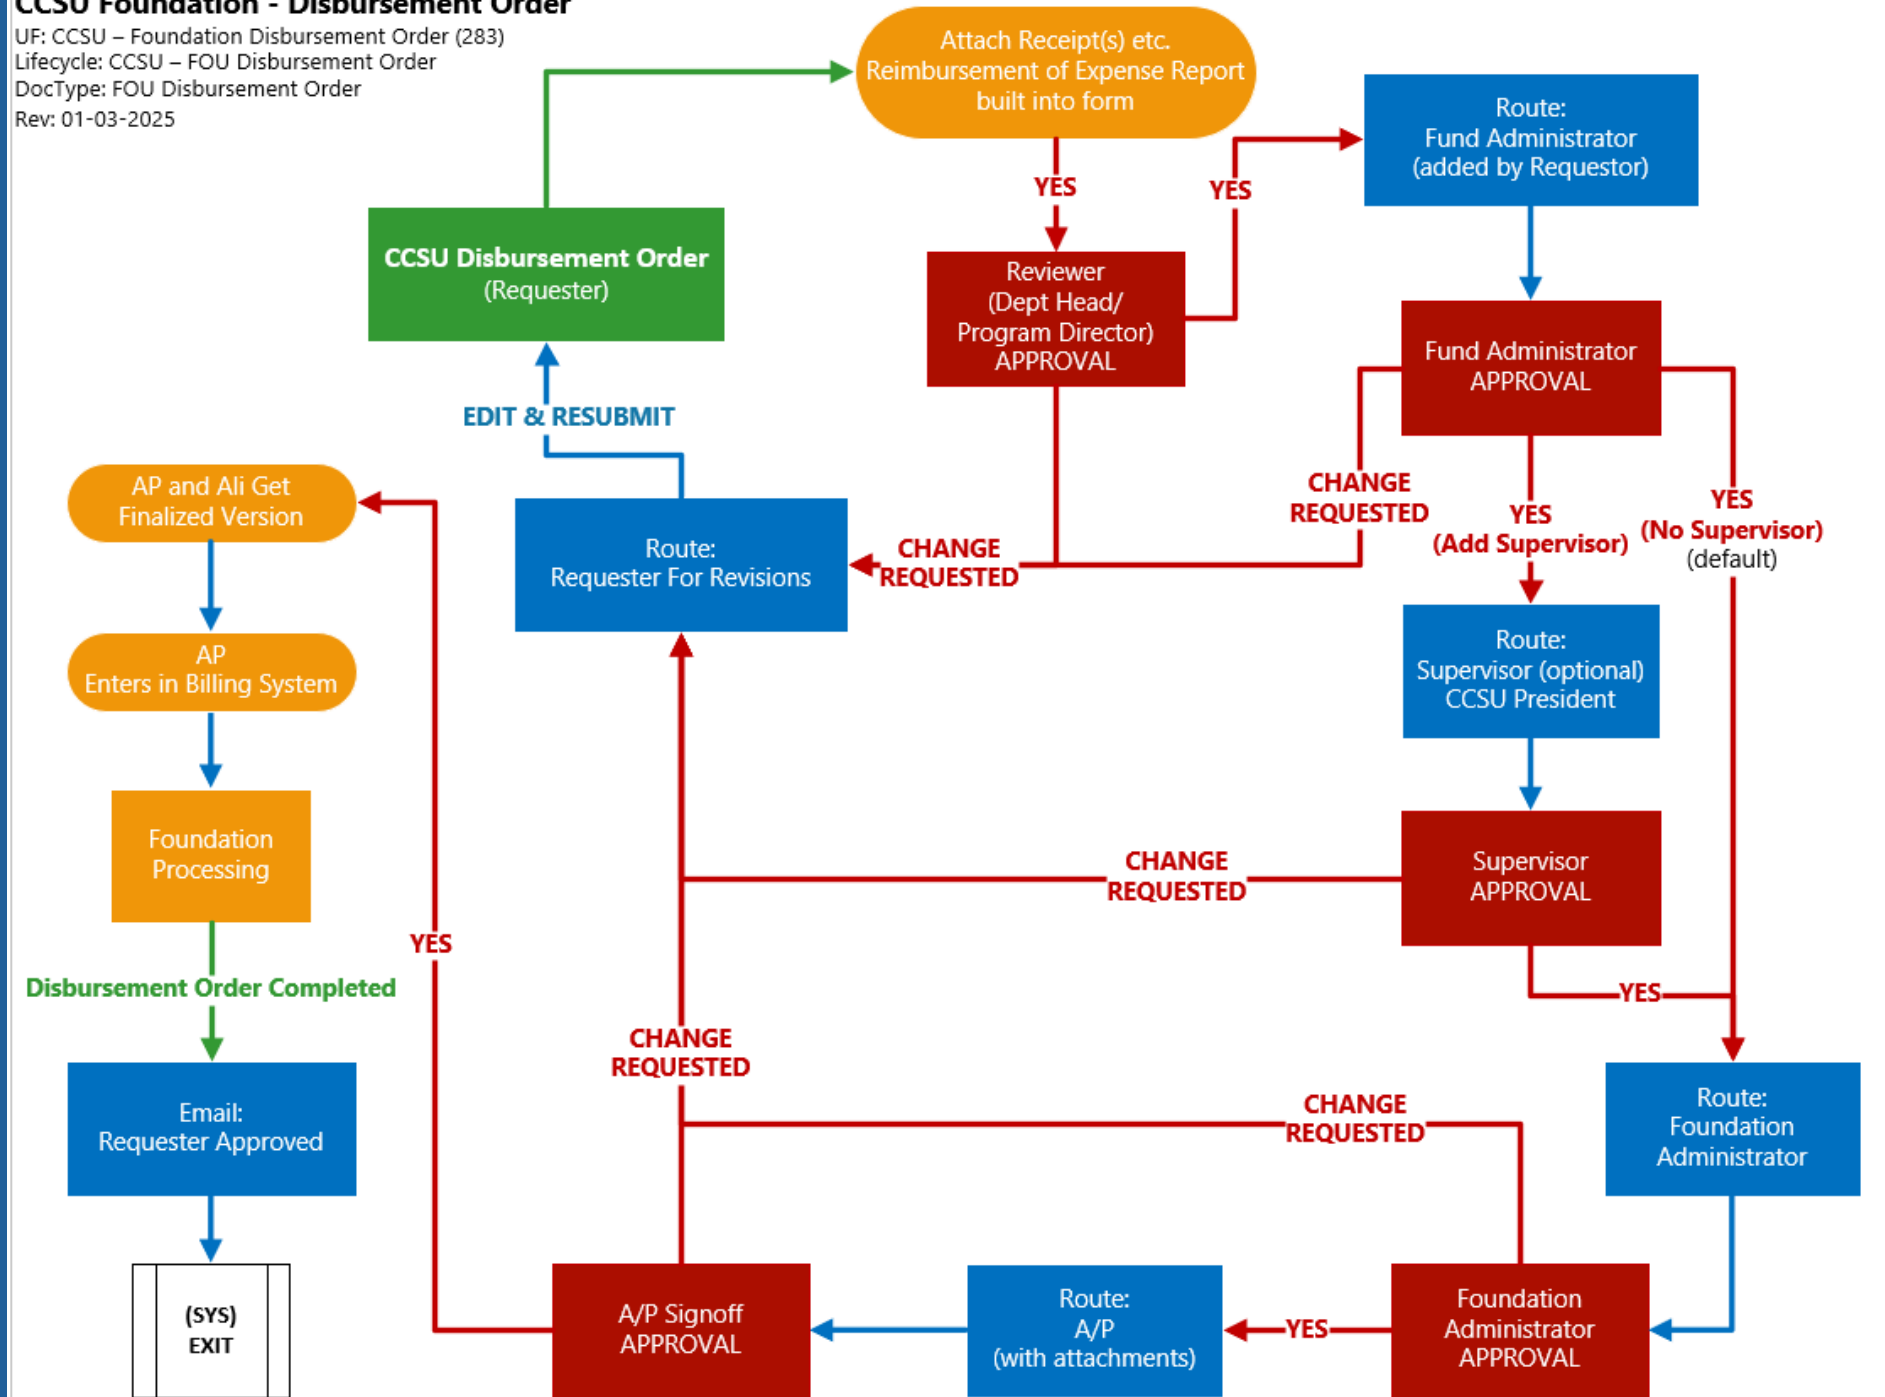 CCSU Foundation - Disbursement Order
UF: CCSU – Foundation Disbursement Order (283)
Lifecycle: CCSU – FOU Disbursement Order
DocType: FOU Disbursement Order
Rev: 01-03-2025
Attach Receipt(s) etc.
Reimbursement of Expense Report
built into form
Route:
Fund Administrator
(added by Requestor)
YES
YES
CCSU Disbursement Order
(Requester)
Reviewer
(Dept Head/
Program Director)
APPROVAL
Fund Administrator
APPROVAL
EDIT & RESUBMIT
CHANGE
REQUESTED
YES
(Add Supervisor)
YES
(No Supervisor)
(default)
AP and Ali Get
Finalized Version
Route:
Requester For Revisions
CHANGE
REQUESTED
AP
Enters in Billing System
Route:
Supervisor (optional)
CCSU President
Foundation
Processing
CHANGE
REQUESTED
Supervisor
APPROVAL
YES
Disbursement Order Completed
YES
CHANGE
REQUESTED
Email:
Requester Approved
CHANGE
REQUESTED
Route:
Foundation
Administrator
(SYS)
EXIT
A/P Signoff
APPROVAL
Route:
A/P
(with attachments)
YES
Foundation
Administrator
APPROVAL